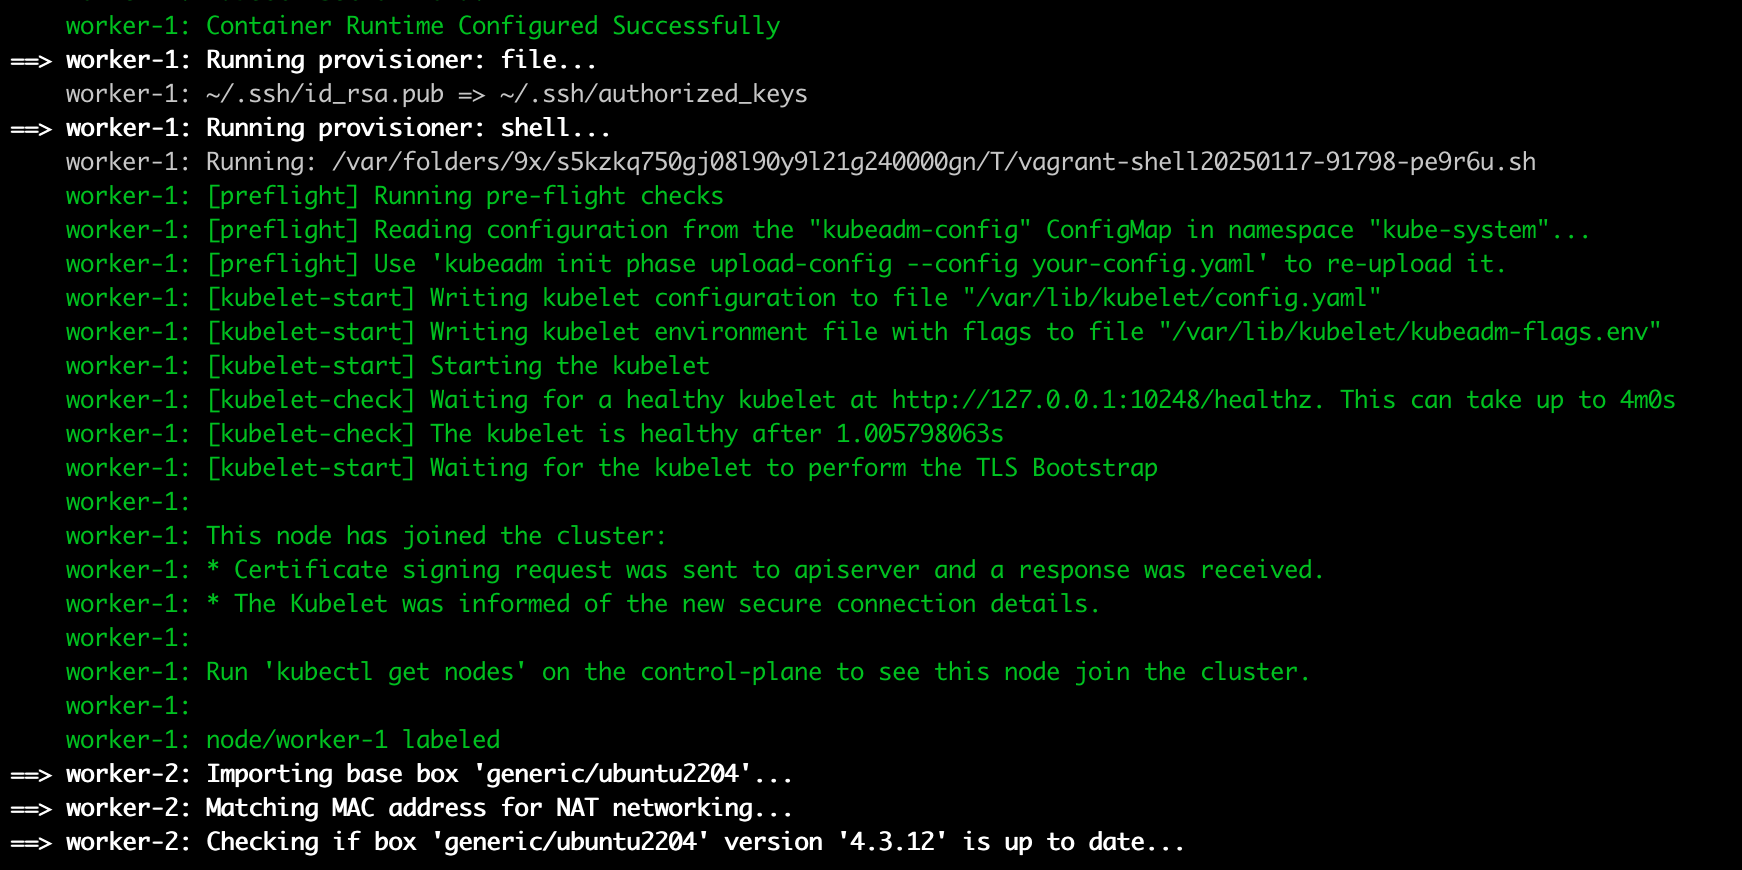 worker-1: Container Runtime Configured Successfully
==> worker-1: Running provisioner: file...
worker-1: ~/.ssh/id_rsa.pub => ~/.ssh/authorized_keys
==> worker-1: Running provisioner: shell...
worker-1: Running: /var/folders/9x/s5kzkq750gj08l90y9l21g240000gn/T/vagrant-shell20250117-91798-pe9r6u.sh
worker-1: [preflight] Running pre-flight checks
worker-1: [preflight] Reading configuration from the "kubeadm-config" ConfigMap in namespace "kube-system"...
worker-1: [preflight] Use 'kubeadm init phase upload-config --config your-config.yaml' to re-upload it.
worker-1: [kubelet-start] Writing kubelet configuration to file "/var/lib/kubelet/config.yaml"
worker-1: [kubelet-start] Writing kubelet environment file with flags to file "/var/lib/kubelet/kubeadm-flags.env"
worker-1: [kubelet-start] Starting the kubelet
worker-1: [kubelet-check] Waiting for a healthy kubelet at http://127.0.0.1:10248/healthz. This can take up to 4m0s
worker-1: [kubelet-check] The kubelet is healthy after 1.005798063s
worker-1: [kubelet-start] Waiting for the kubelet to perform the TLS Bootstrap
worker-1:
worker-1: This node has joined the cluster:
worker-1: * Certificate signing request was sent to apiserver and a response was received.
worker-1: * The Kubelet was informed of the new secure connection details.
worker-1:
worker-1: Run 'kubectl get nodes' on the control-plane to see this node join the cluster.
worker-1:
worker-1: node/worker-1 labeled
==> worker-2: Importing base box 'generic/ubuntu2204'...
==> worker-2: Matching MAC address for NAT networking...
==> worker-2: Checking if box 'generic/ubuntu2204' version '4.3.12' is up to date...